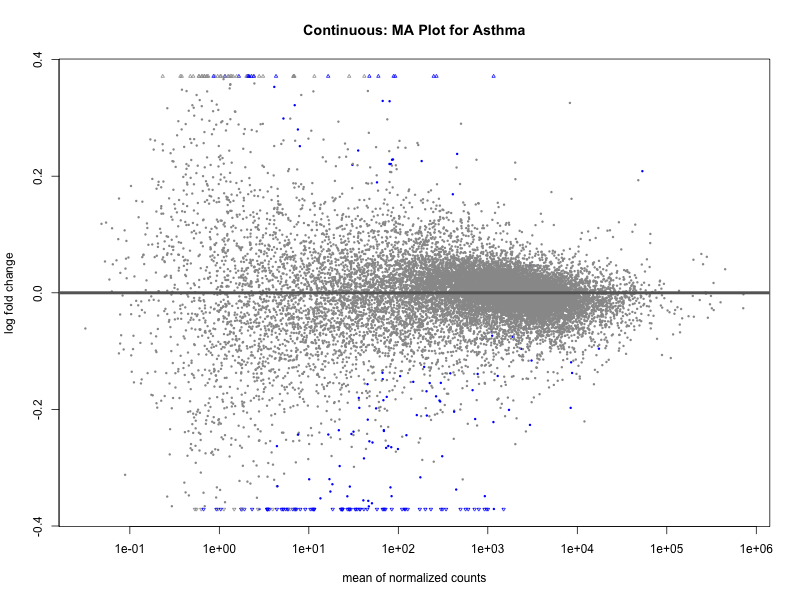 Continuous: MA Plot for Asthma
log fold change
0.4
0.2
0.0
-0.2
-0.4
1e-01 1e+00 1e+01 1e+02 1e+03 1e+04 1e+05 1e+06
mean of normalized counts